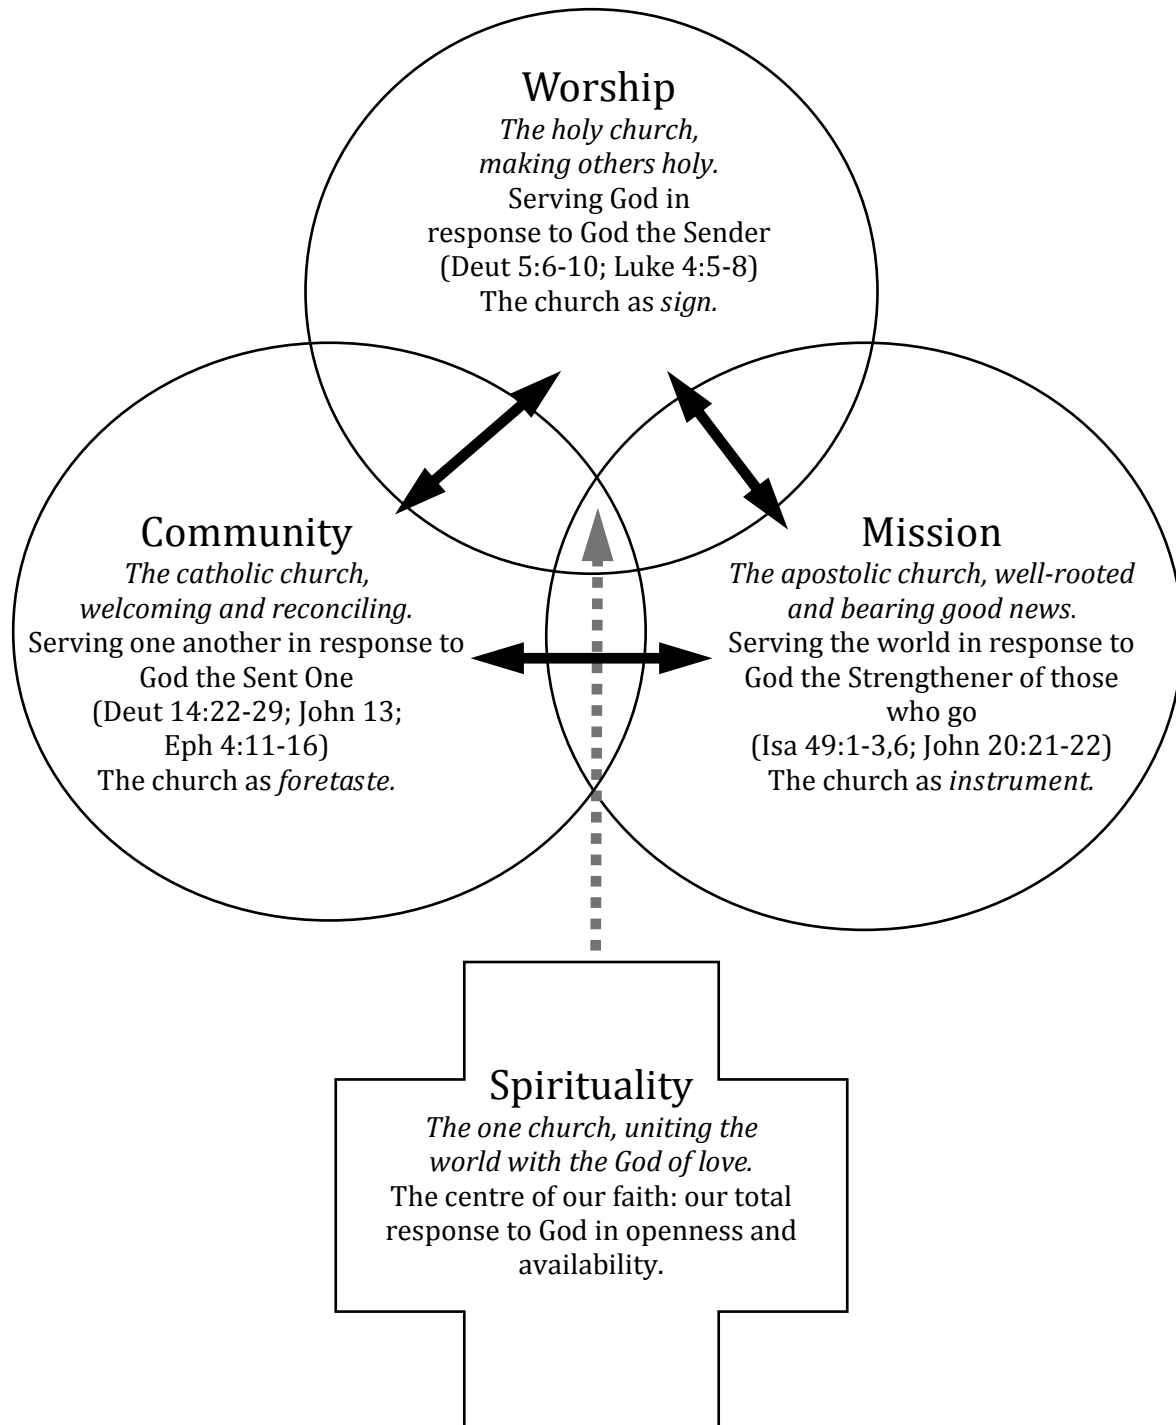 Worship
The holy church,
making others holy.
Serving God in
response to God the Sender
(Deut 5:6-10; Luke 4:5-8)
The church as sign.
Community
The catholic church,
welcoming and reconciling.
Serving one another in response to
God the Sent One
(Deut 14:22-29; John 13;
Eph 4:11-16)
The church as foretaste.
Mission
The apostolic church, well-rooted
and bearing good news.
Serving the world in response to
God the Strengthener of those
who go
(Isa 49:1-3,6; John 20:21-22)
The church as instrument.
Spirituality
The one church, uniting the
world with the God of love.
The centre of our faith: our total
response to God in openness and
availability.